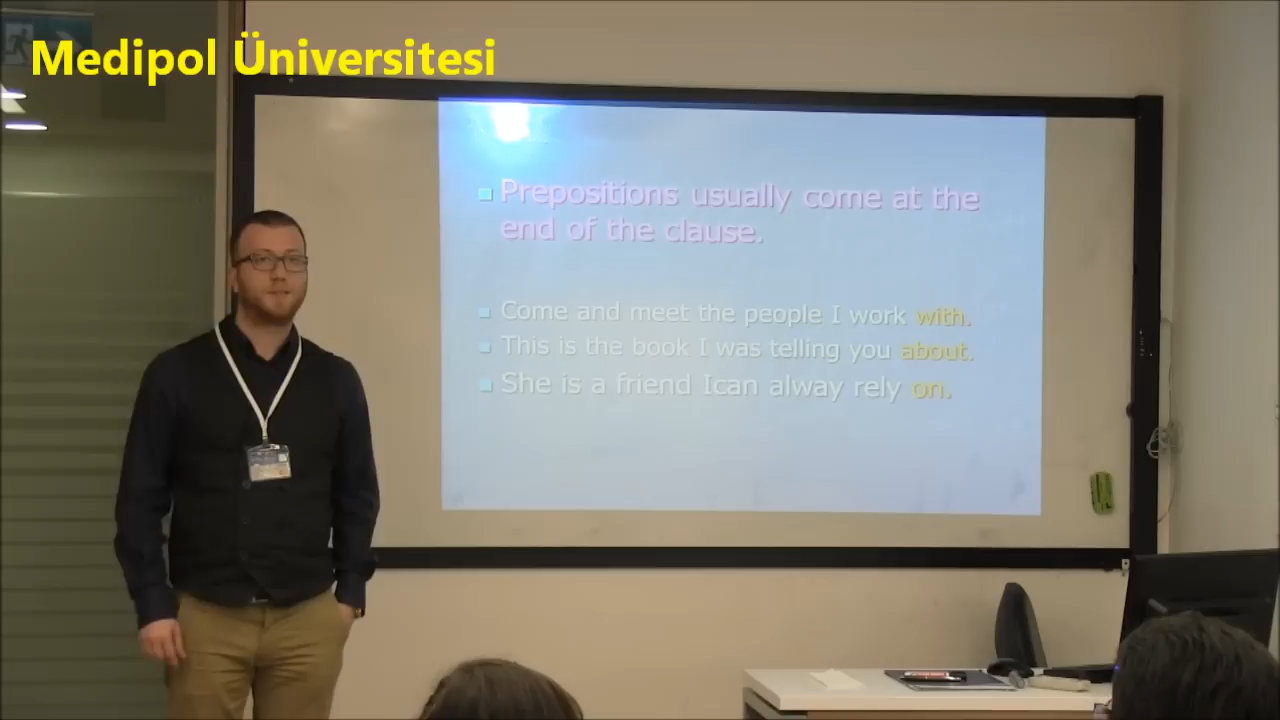 Medipol Üniversitesi
Prepositions usually come at the
end of the clause.
Come and meet the people I work with.
This is the book I was telling you about.
She is a friend Ican alway rely on.